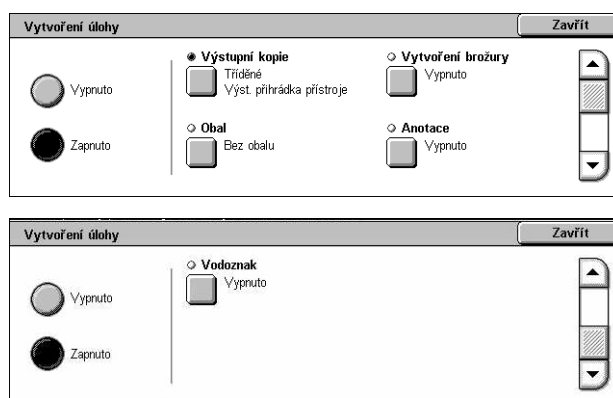 Vytvoření úlohy
Zavřít
Vypnuto
Zapnuto
Výstupní kopie
Tříděné
Výst. přihrádka přístroje
Vytvoření brožury
Vypnuto
Obal
Bez obalu
Anotace
Vypnuto
Vytvoření úlohy
Zavřít
Vypnuto
Zapnuto
Vodoznak
Vypnuto